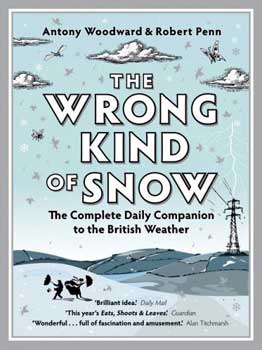 Antony Woodward & Robert Penn
THE
WRONG
KIND
OF SNOW
The Complete Daily Companion
to the British Weather
'Brilliant idea.' Daily Mail
'This year's Eats, Shoots & Leaves.' Guardian
'Wonderful . . . full of fascination and amusement.' Alan Titchmarsh